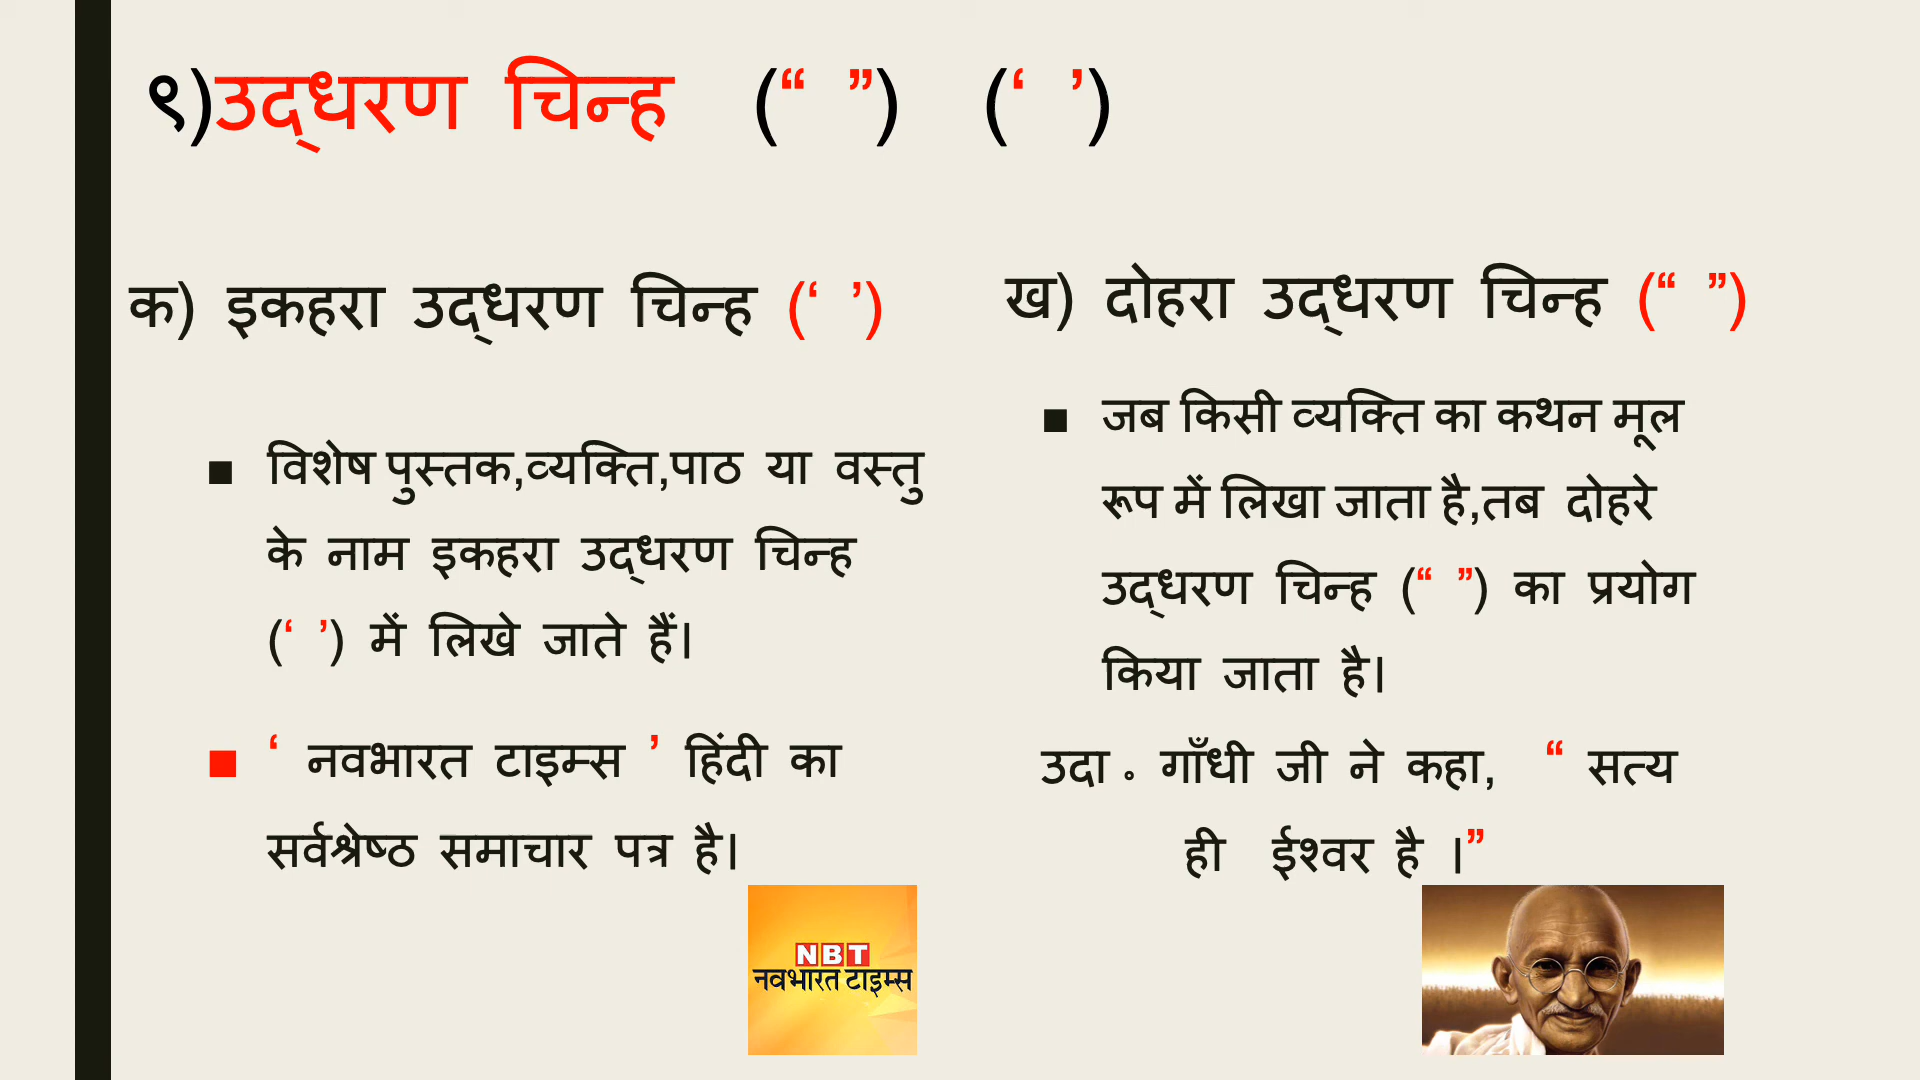 ९)उद्धरण चिन्ह (“ ”) (‘ ’)
क) इकहरा उद्धरण चिन्ह (‘ ’)
विशेष पुस्तक,व्यक्ति,पाठ या वस्तु
के नाम इकहरा उद्धरण चिन्ह
(‘ ’) में लिखे जाते हैं।
‘ नवभारत टाइम्स ’ हिंदी का
सर्वश्रेष्ठ समाचार पत्र है।
NBT
नवभारत टाइम्स
ख) दोहरा उद्धरण चिन्ह (“ ”)
जब किसी व्यक्ति का कथन मूल
रूप में लिखा जाता है,तब दोहरे
उद्धरण चिन्ह (“ ”) का प्रयोग
किया जाता है।
उदा॰ गाँधी जी ने कहा, “ सत्य
ही ईश्वर है ।”